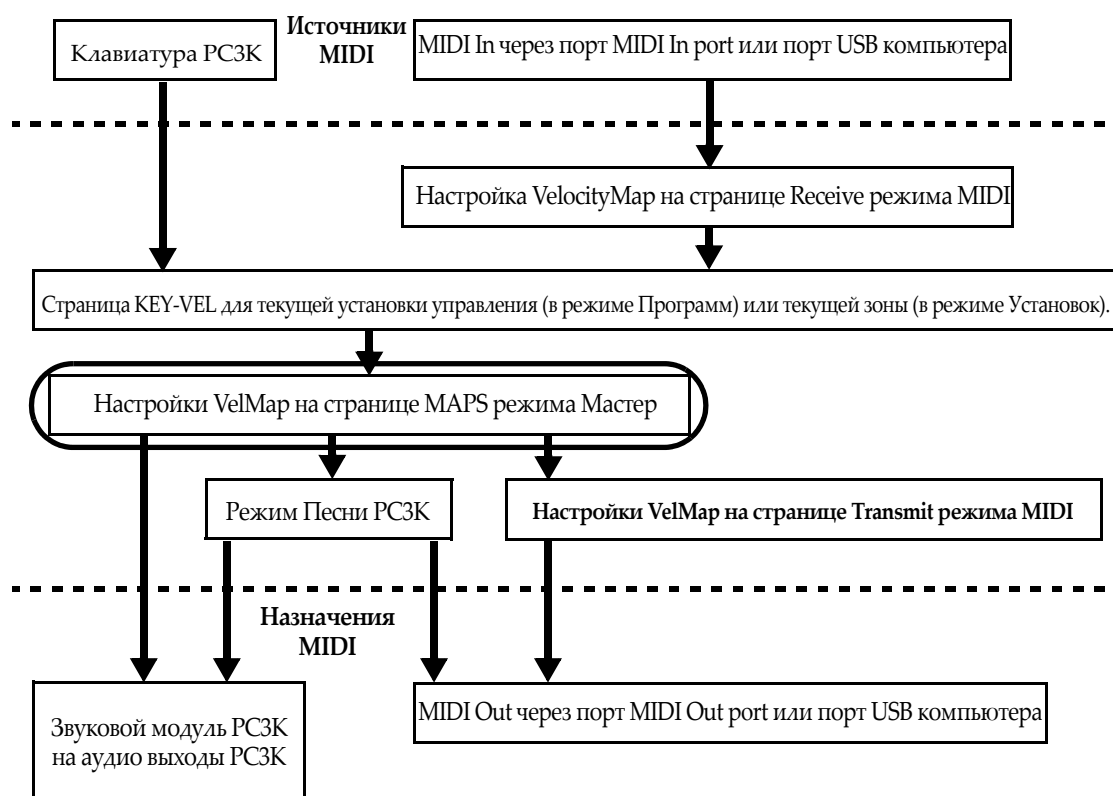 Источники
MIDI
Клавиатура PC3K
MIDI In через порт MIDI In port или порт USB компьютера
Настройка VelocityMap на странице Receive режима MIDI
Страница KEY-VEL для текущей установки управления (в режиме Программ) или текущей зоны (в режиме Установок).
Настройки VelMap на странице MAPS режима Мастер
Режим Песни PC3K
Настройки VelMap на странице Transmit режима MIDI
Назначения
MIDI
Звуковой модуль PC3K
на аудио выходы PC3K
MIDI Out через порт MIDI Out port или порт USB компьютера